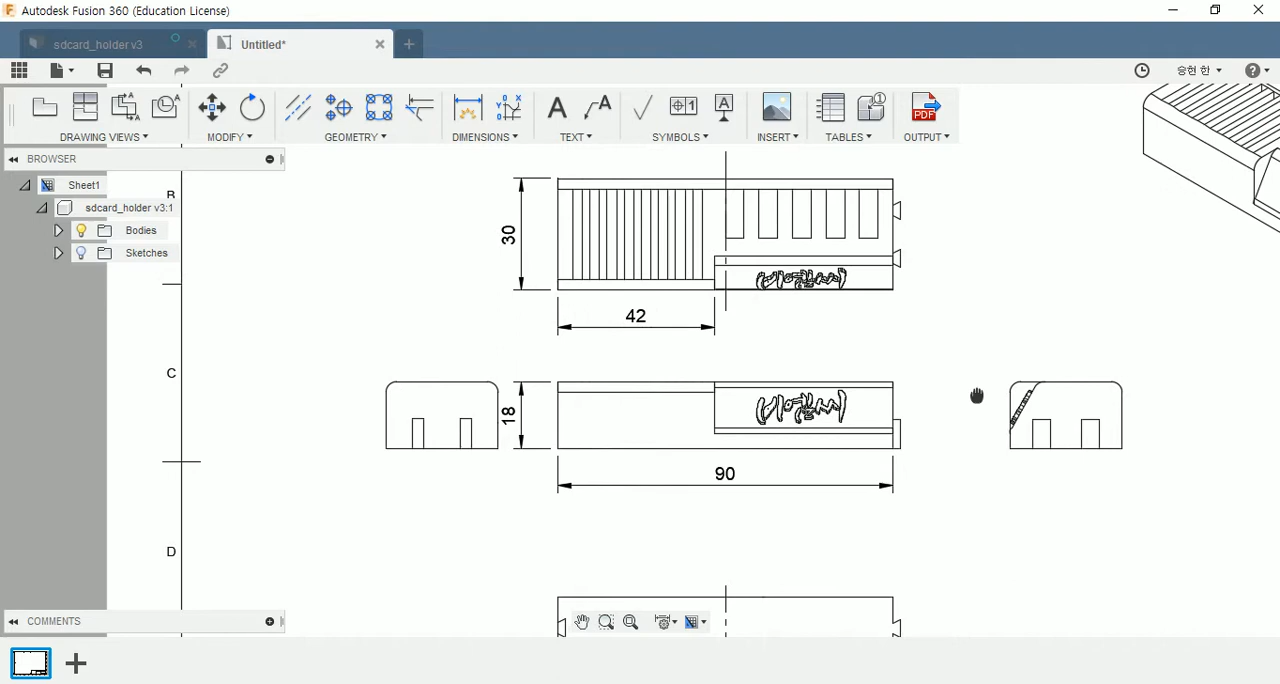 Autodesk Fusion 360 (Education License)
sdcard_holder v3
Untitled*
승현 한
DRAWING VIEWS
MODIFY
GEOMETRY
DIMENSIONS
TEXT
SYMBOLS
INSERT
TABLES
OUTPUT
BROWSER
Sheet1
sdcard_holder v3:1
Bodies
Sketches
B
30
42
C
18
90
D
COMMENTS